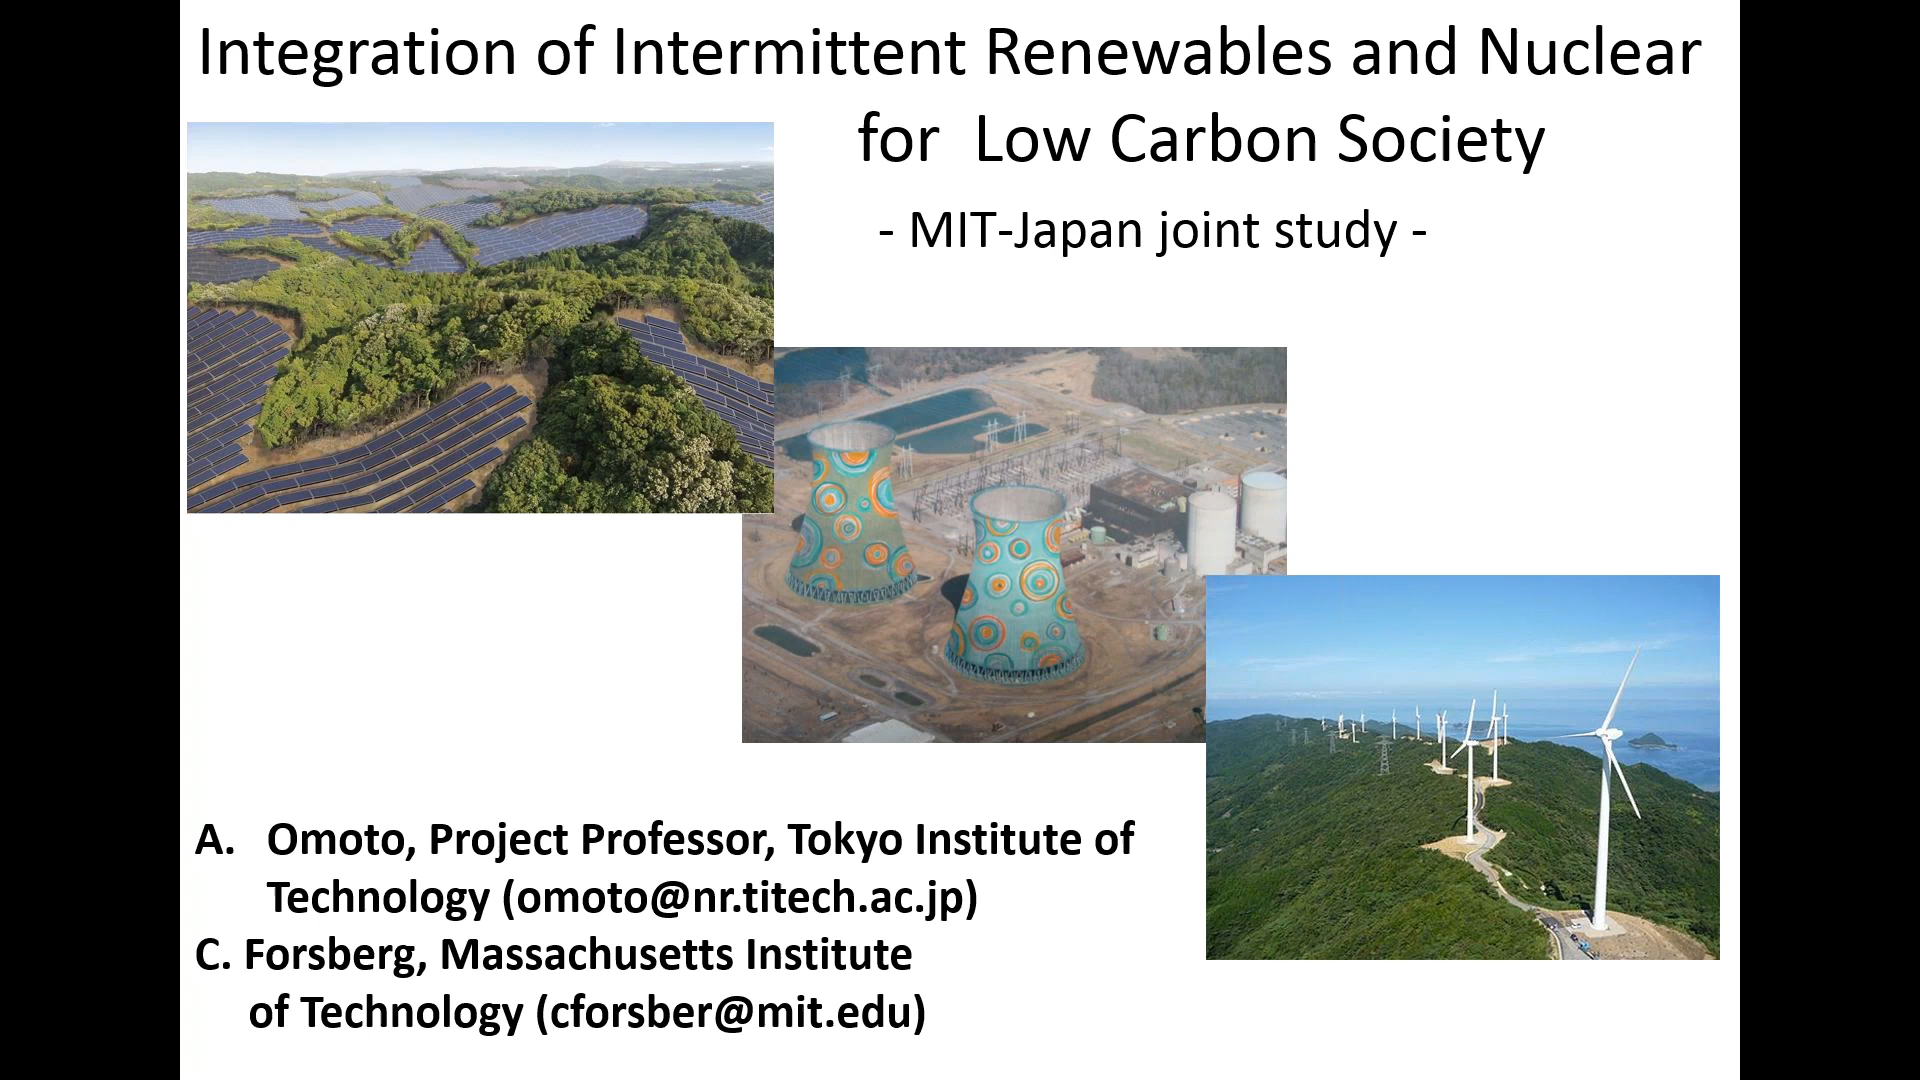 Integration of Intermittent Renewables and Nuclear
for Low Carbon Society
- MIT-Japan joint study -
A. Omoto, Project Professor, Tokyo Institute of
Technology (omoto@nr.titech.ac.jp)
C. Forsberg, Massachusetts Institute
of Technology (cforsber@mit.edu)